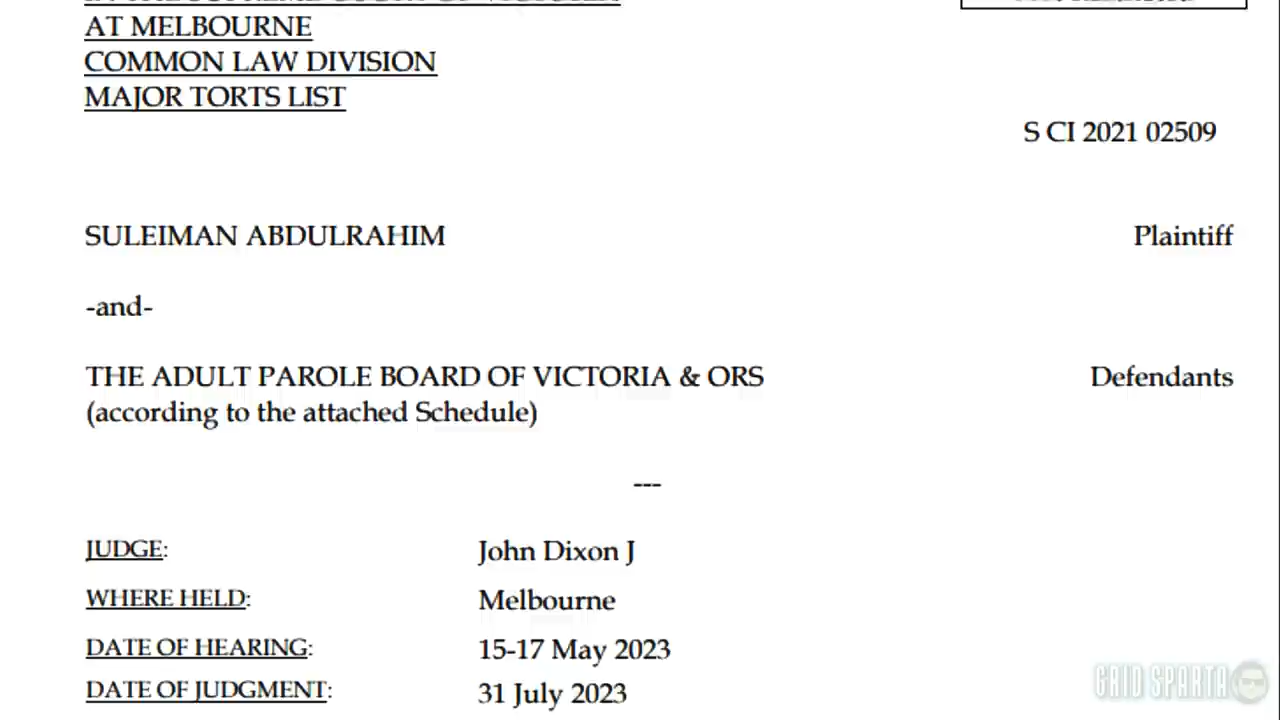 AT MELBOURNE
COMMON LAW DIVISION
MAJOR TORTS LIST
S CI 2021 02509
SULEIMAN ABDULRAHIM
Plaintiff
-and-
THE ADULT PAROLE BOARD OF VICTORIA & ORS
Defendants
(according to the attached Schedule)
---
JUDGE:
John Dixon J
WHERE HELD:
Melbourne
DATE OF HEARING:
15-17 May 2023
DATE OF JUDGMENT:
31 July 2023
GRID SPARTA